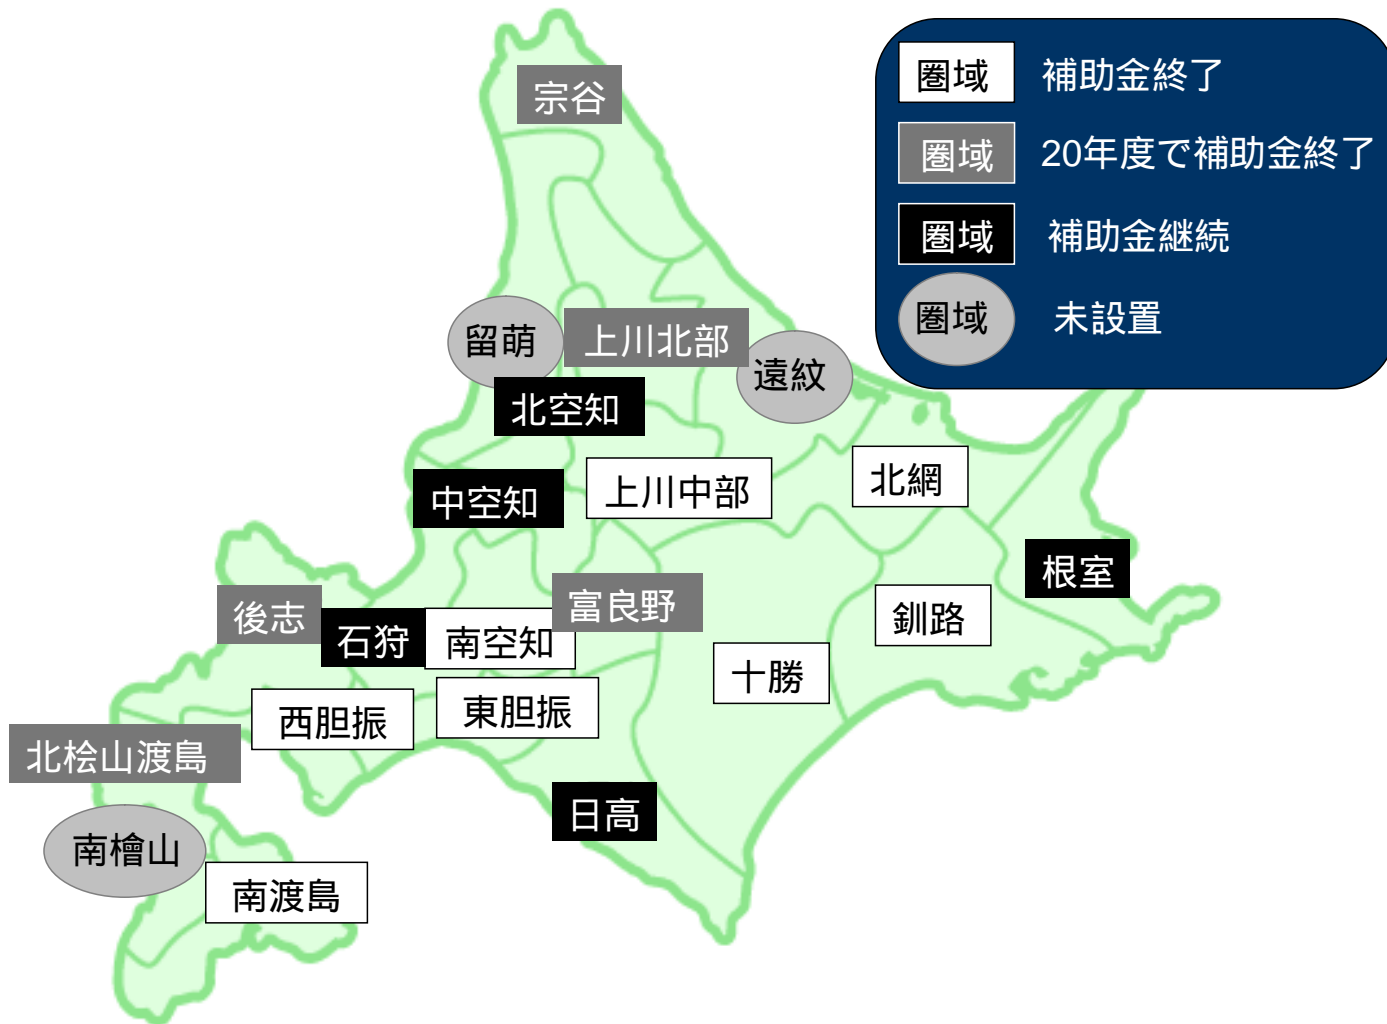 圏域 補助金終了
圏域 20年度で補助金終了
圏域 補助金継続
圏域 未設置
宗谷
留萌
上川北部
遠紋
北空知
上川中部
北網
中空知
根室
後志
石狩
南空知
富良野
釧路
十勝
西胆振
東胆振
北桧山渡島
日高
南檜山
南渡島